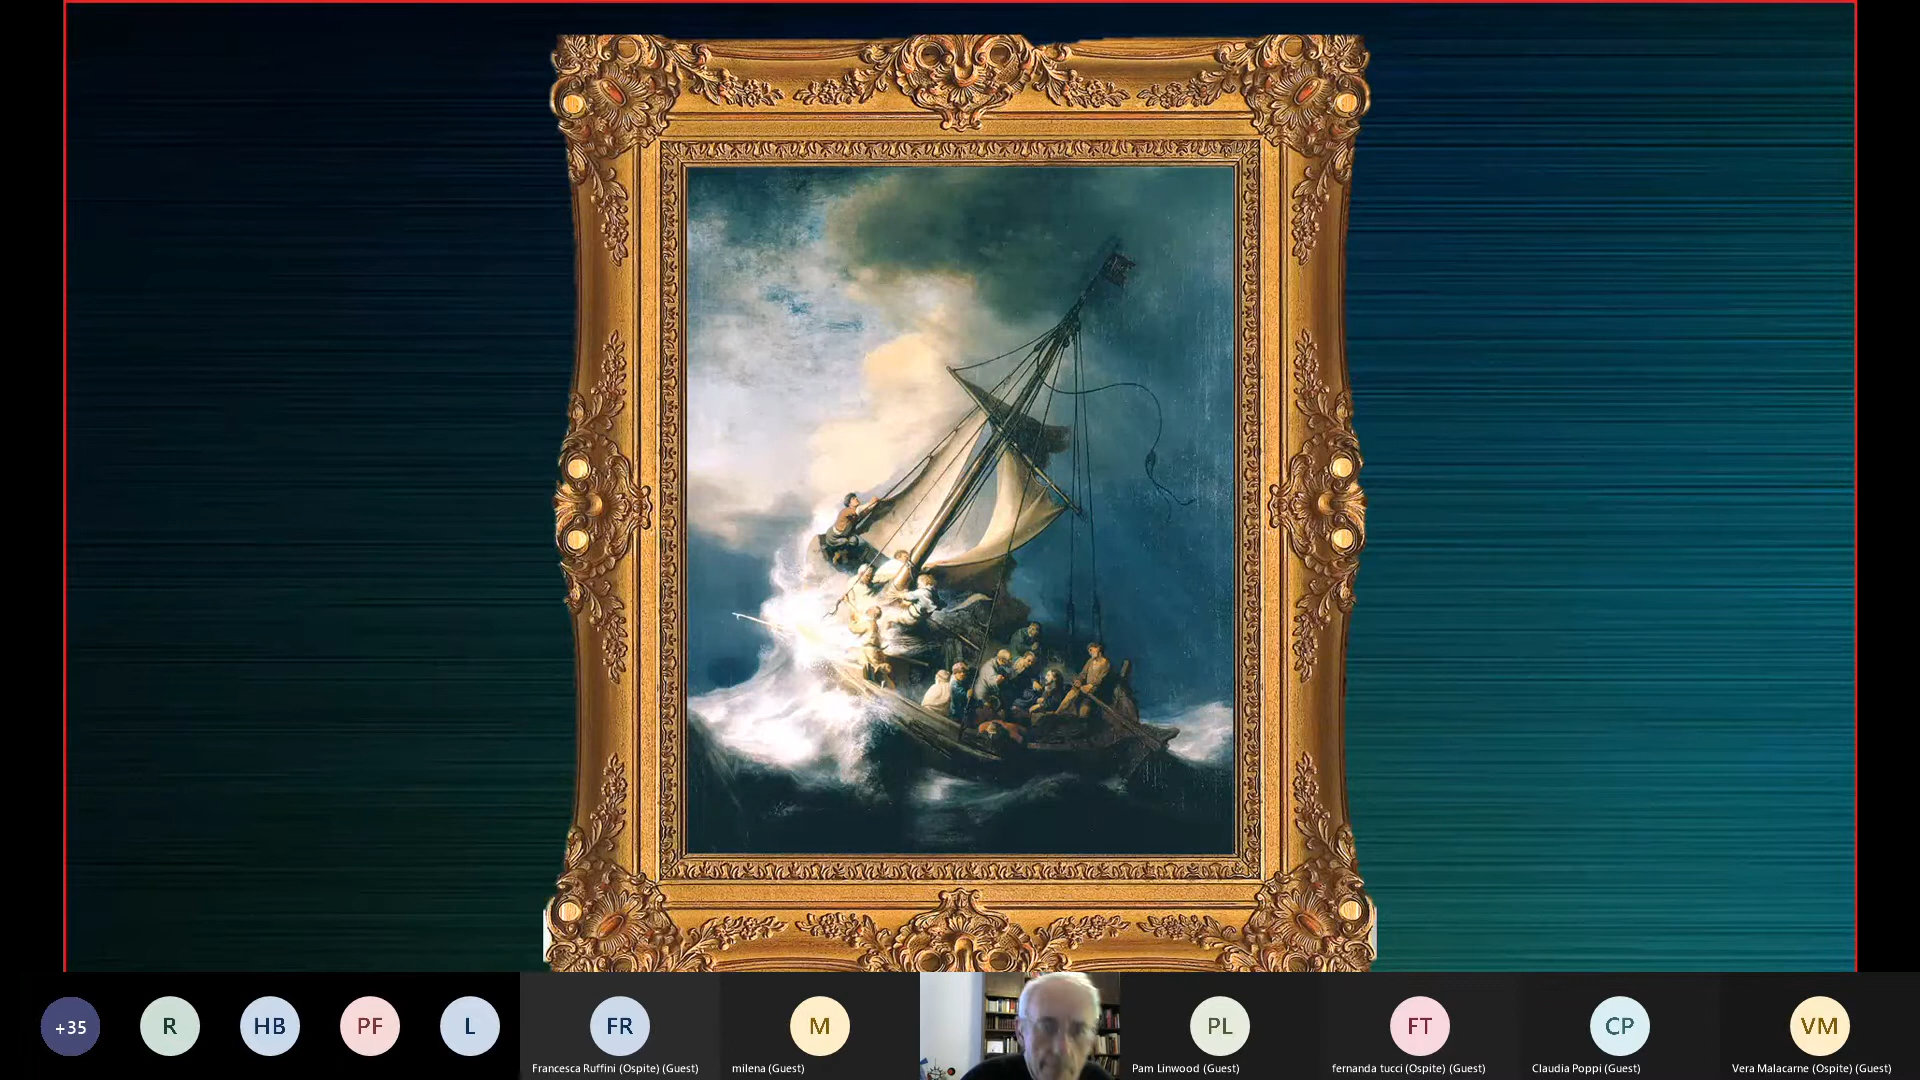 +35
R
HB
PF
L
FR
M
PL
FT
CP
VM
Francesca Ruffini (Ospite) (Guest)
milena (Guest)
Pam Linwood (Guest)
fernanda tucci (Ospite) (Guest)
Claudia Poppi (Guest)
Vera Malacarne (Ospite) (Guest)